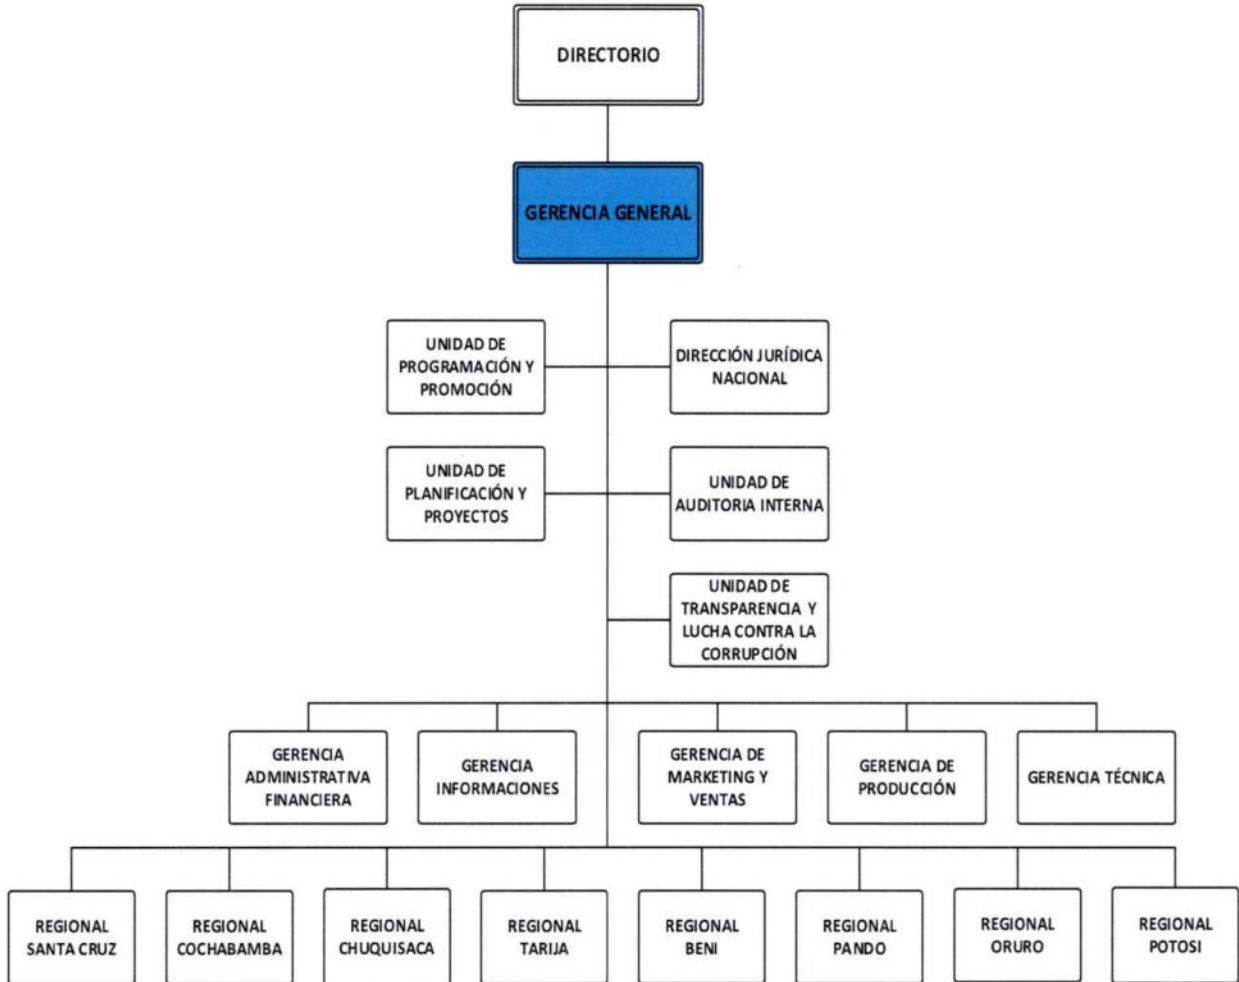 DIRECTORIO
GERENCIA GENERAL
UNIDAD DE
PROGRAMACIÓN Y
PROMOCIÓN
DIRECCIÓN JURÍDICA
NACIONAL
UNIDAD DE
PLANIFICACIÓN Y
PROYECTOS
UNIDAD DE
AUDITORIA INTERNA
UNIDAD DE
TRANSPARENCIA Y
LUCHA CONTRA LA
CORRUPCIÓN
GERENCIA
ADMINISTRATIVA
FINANCIERA
GERENCIA
INFORMACIONES
GERENCIA DE
MARKETING Y
VENTAS
GERENCIA DE
PRODUCCIÓN
GERENCIA TÉCNICA
REGIONAL
SANTA CRUZ
REGIONAL
COCHABAMBA
REGIONAL
CHUQUISACA
REGIONAL
TARIJA
REGIONAL
BENI
REGIONAL
PANDO
REGIONAL
ORURO
REGIONAL
POTOSI